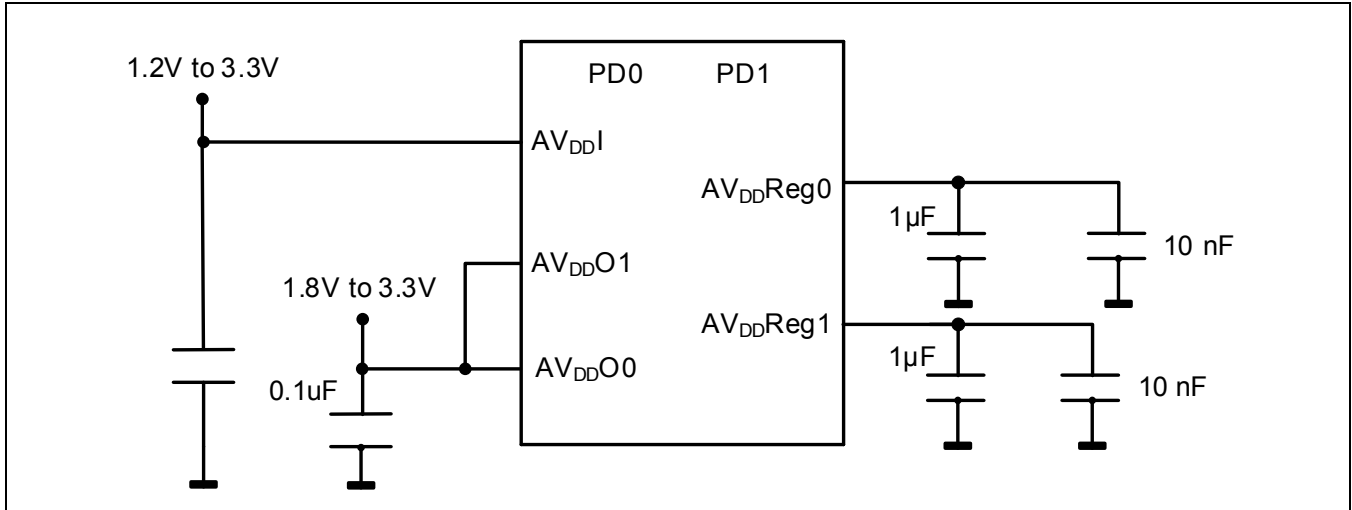 1.2V to 3.3V
PD0 PD1
AVDDI
AVDDReg0
1µF
10 nF
AVDDO1
1.8V to 3.3V
AVDDReg1
AVDDO0
0.1uF
1µF
10 nF